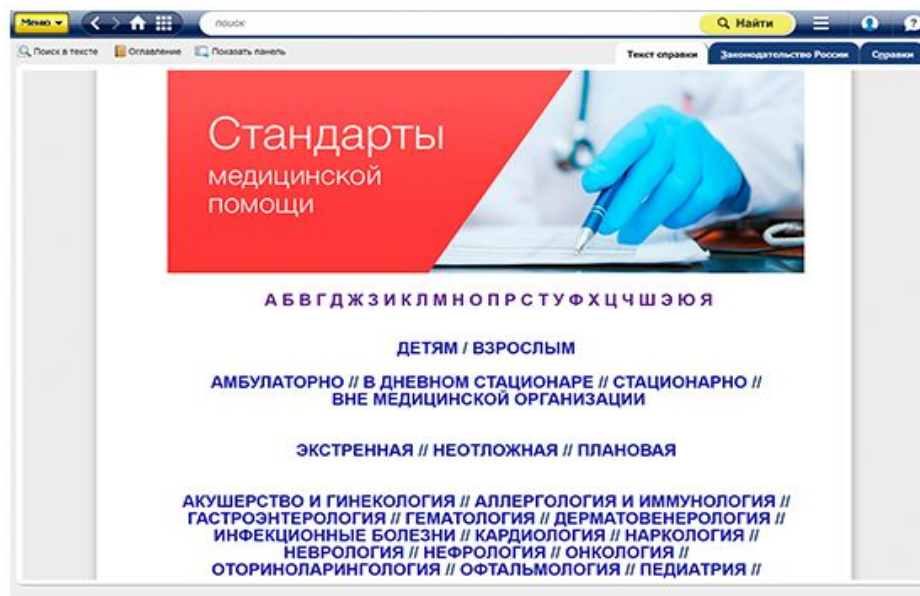 Меню
поиск
Найти
Поиск в тексте
Оглавление
Показать панель
Текст справки
Законодательство России
Справки
Стандарты
медицинской
помощи
А Б В Г Д Ж З И К Л М Н О П Р С Т У Ф Х Ц Ч Ш Э Ю Я
ДЕТЯМ / ВЗРОСЛЫМ
АМБУЛАТОРНО // В ДНЕВНОМ СТАЦИОНАРЕ // СТАЦИОНАРНО //
ВНЕ МЕДИЦИНСКОЙ ОРГАНИЗАЦИИ
ЭКСТРЕННАЯ // НЕОТЛОЖНАЯ // ПЛАНОВАЯ
АКУШЕРСТВО И ГИНЕКОЛОГИЯ // АЛЛЕРГОЛОГИЯ И ИММУНОЛОГИЯ //
ГАСТРОЭНТЕРОЛОГИЯ // ГЕМАТОЛОГИЯ // ДЕРМАТОВЕНЕРОЛОГИЯ //
ИНФЕКЦИОННЫЕ БОЛЕЗНИ // КАРДИОЛОГИЯ // НАРКОЛОГИЯ //
НЕВРОЛОГИЯ // НЕФРОЛОГИЯ // ОНКОЛОГИЯ //
ОТОРИНОЛАРИНГОЛОГИЯ // ОФТАЛЬМОЛОГИЯ // ПЕДИАТРИЯ //